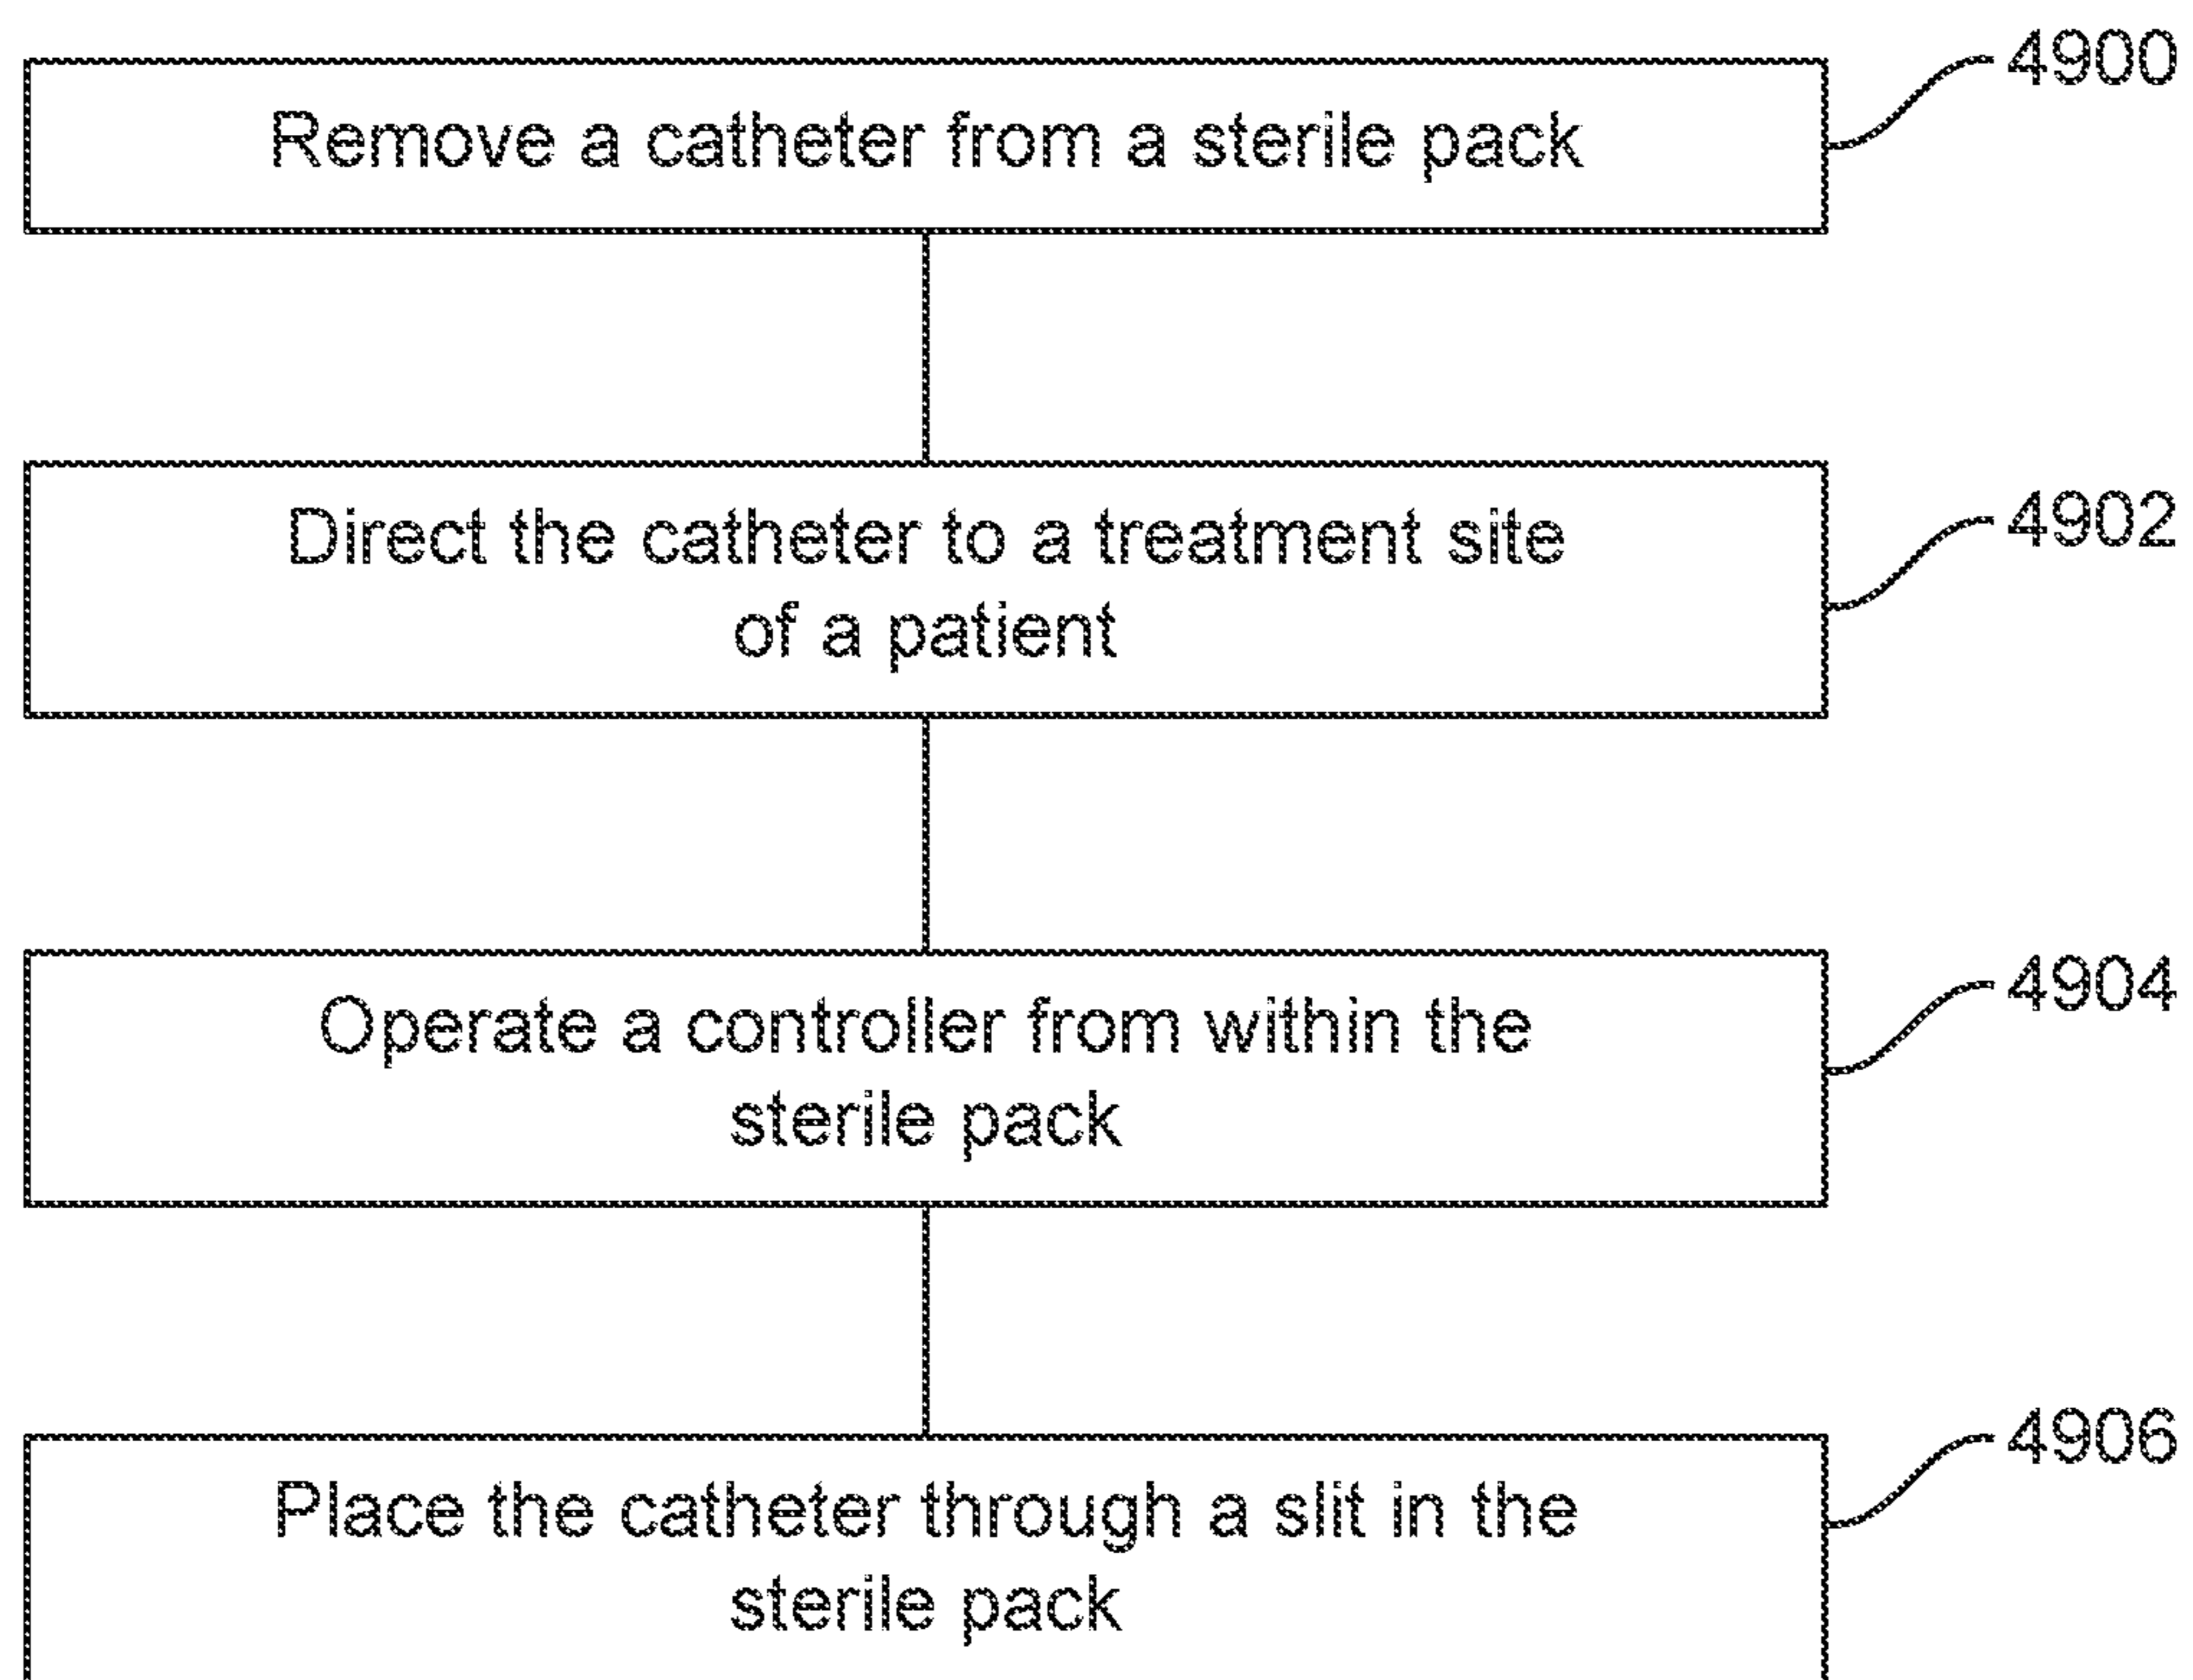 4900
Remove a catheter from a sterile pack
4902
Direct the catheter to a treatment site
of a patient
4904
Operate a controller from within the
sterile pack
4906
Place the catheter through a slit in the
sterile pack